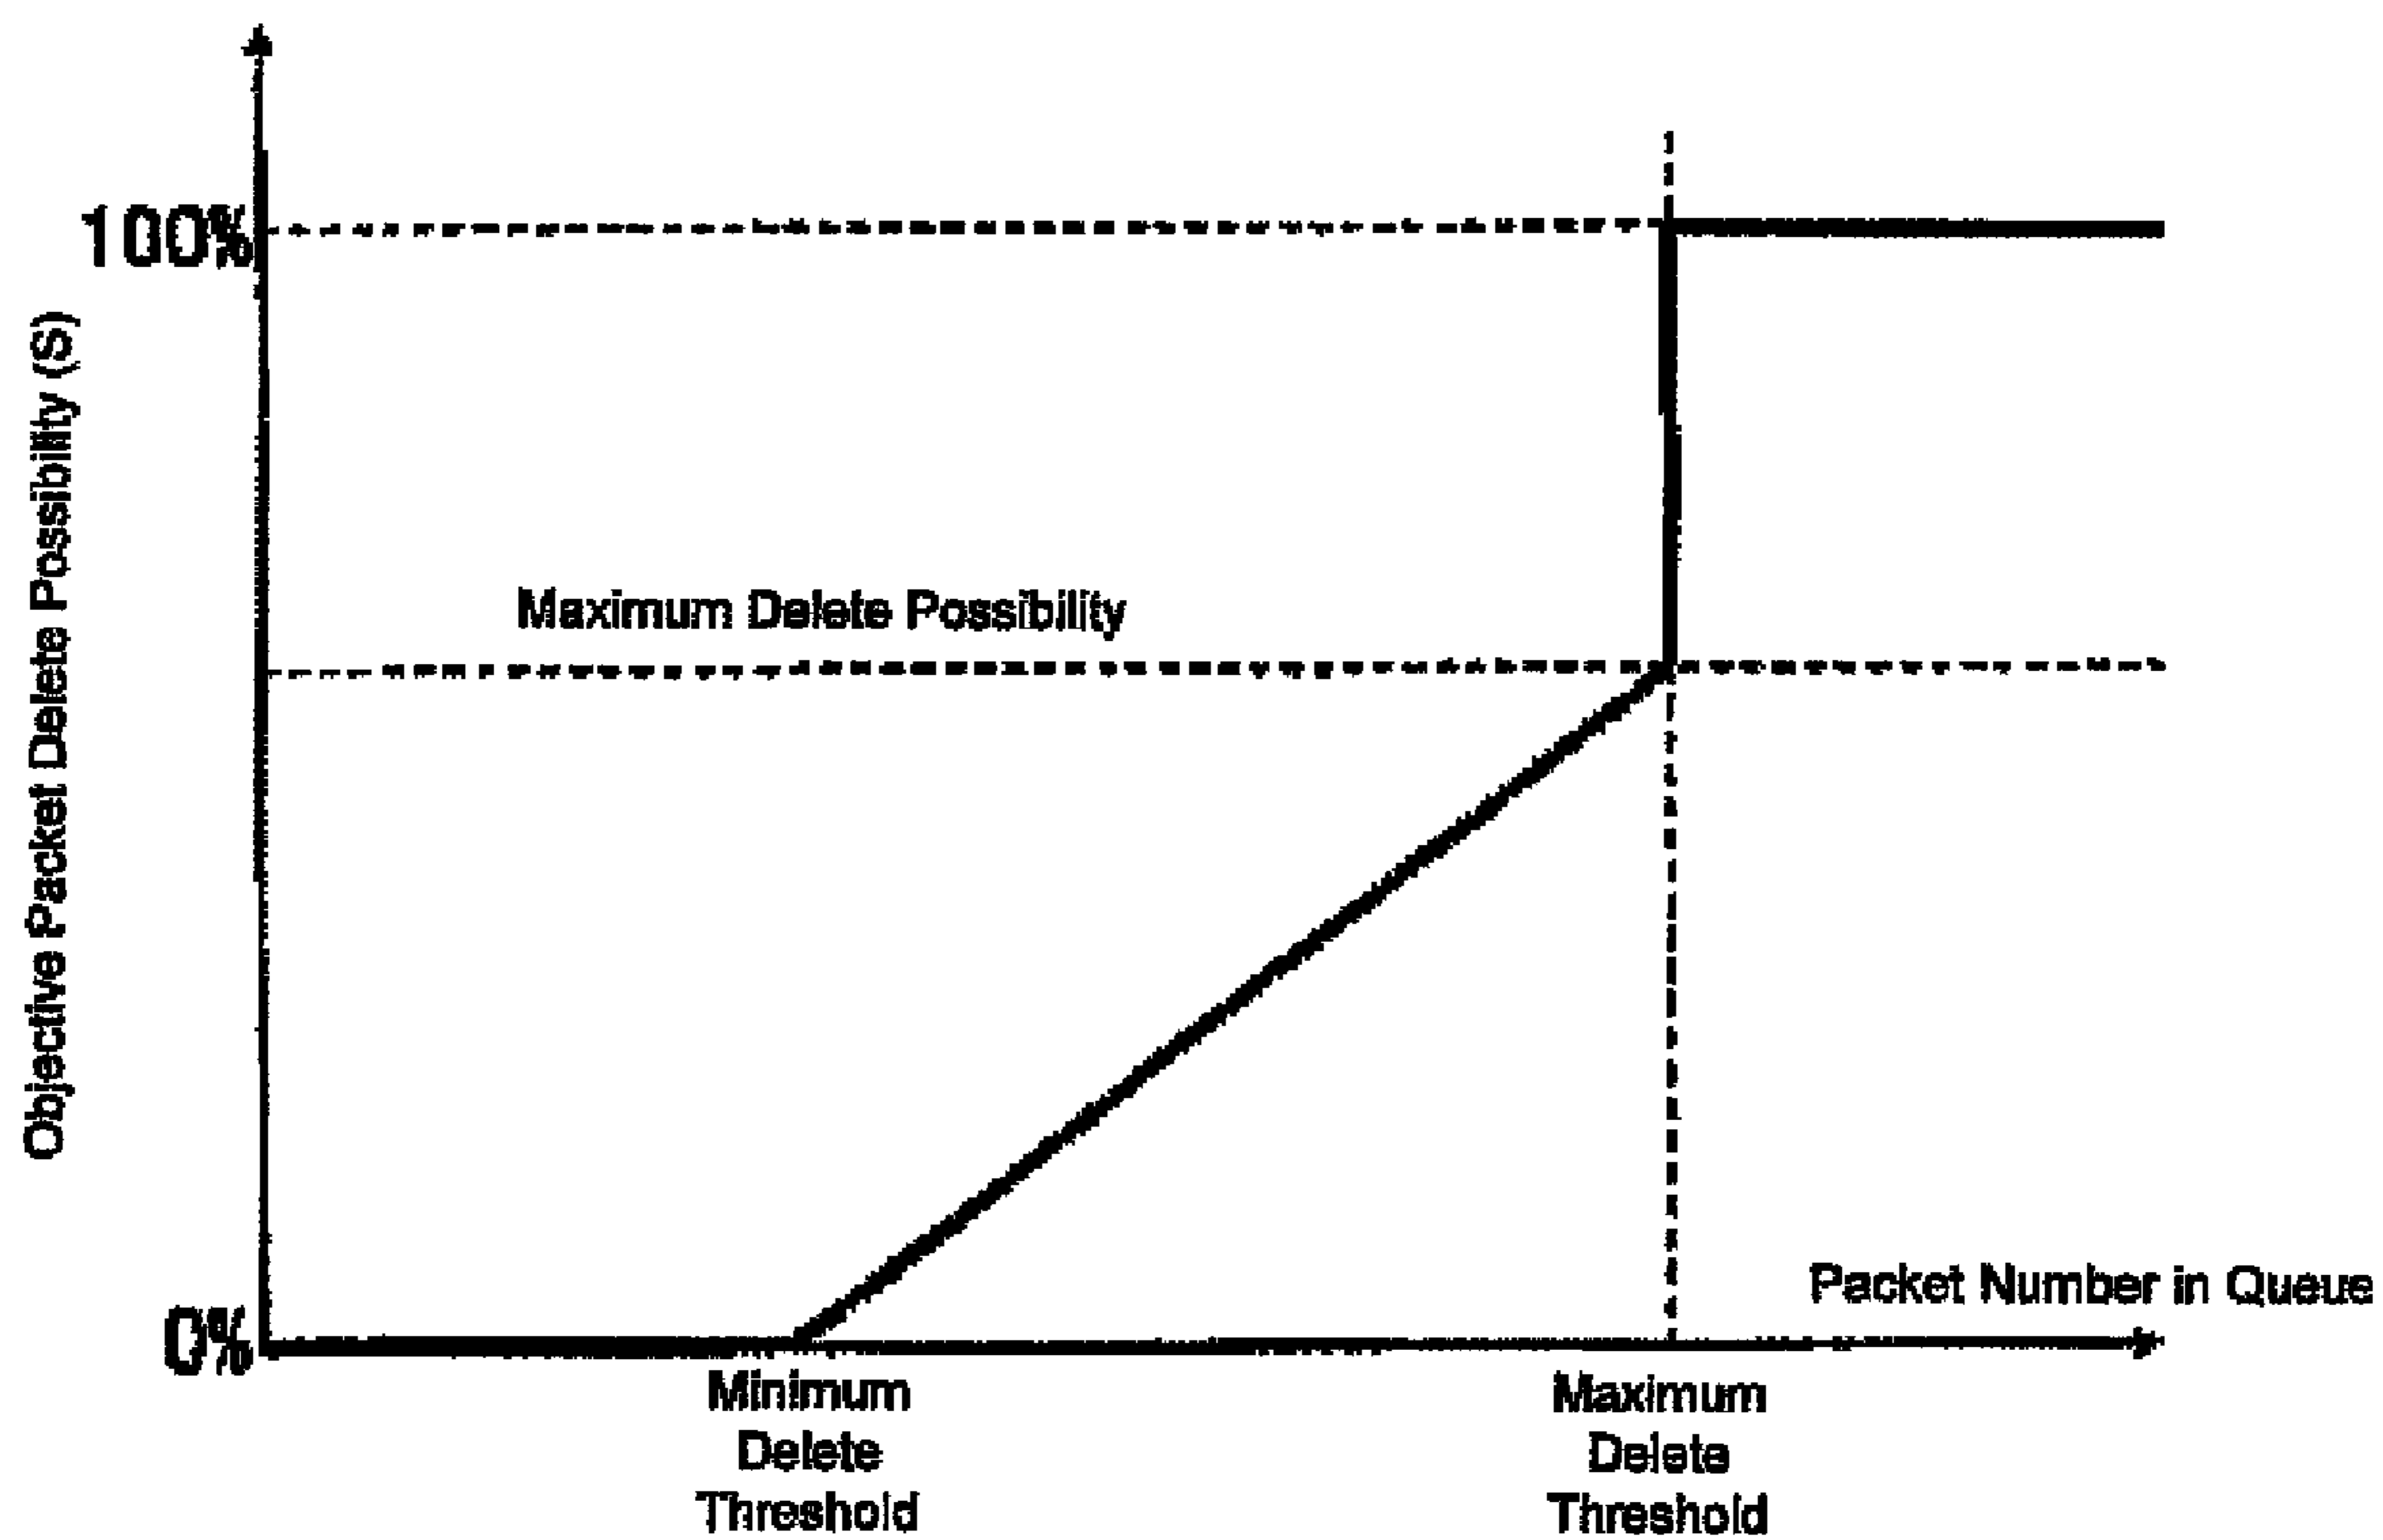 100%
Objective Packet Delete Possibility (S)
Maximum Delete Possibility
Packet Number in Queue
0%
Minimum
Delete
Threshold
Maximum
Delete
Threshold